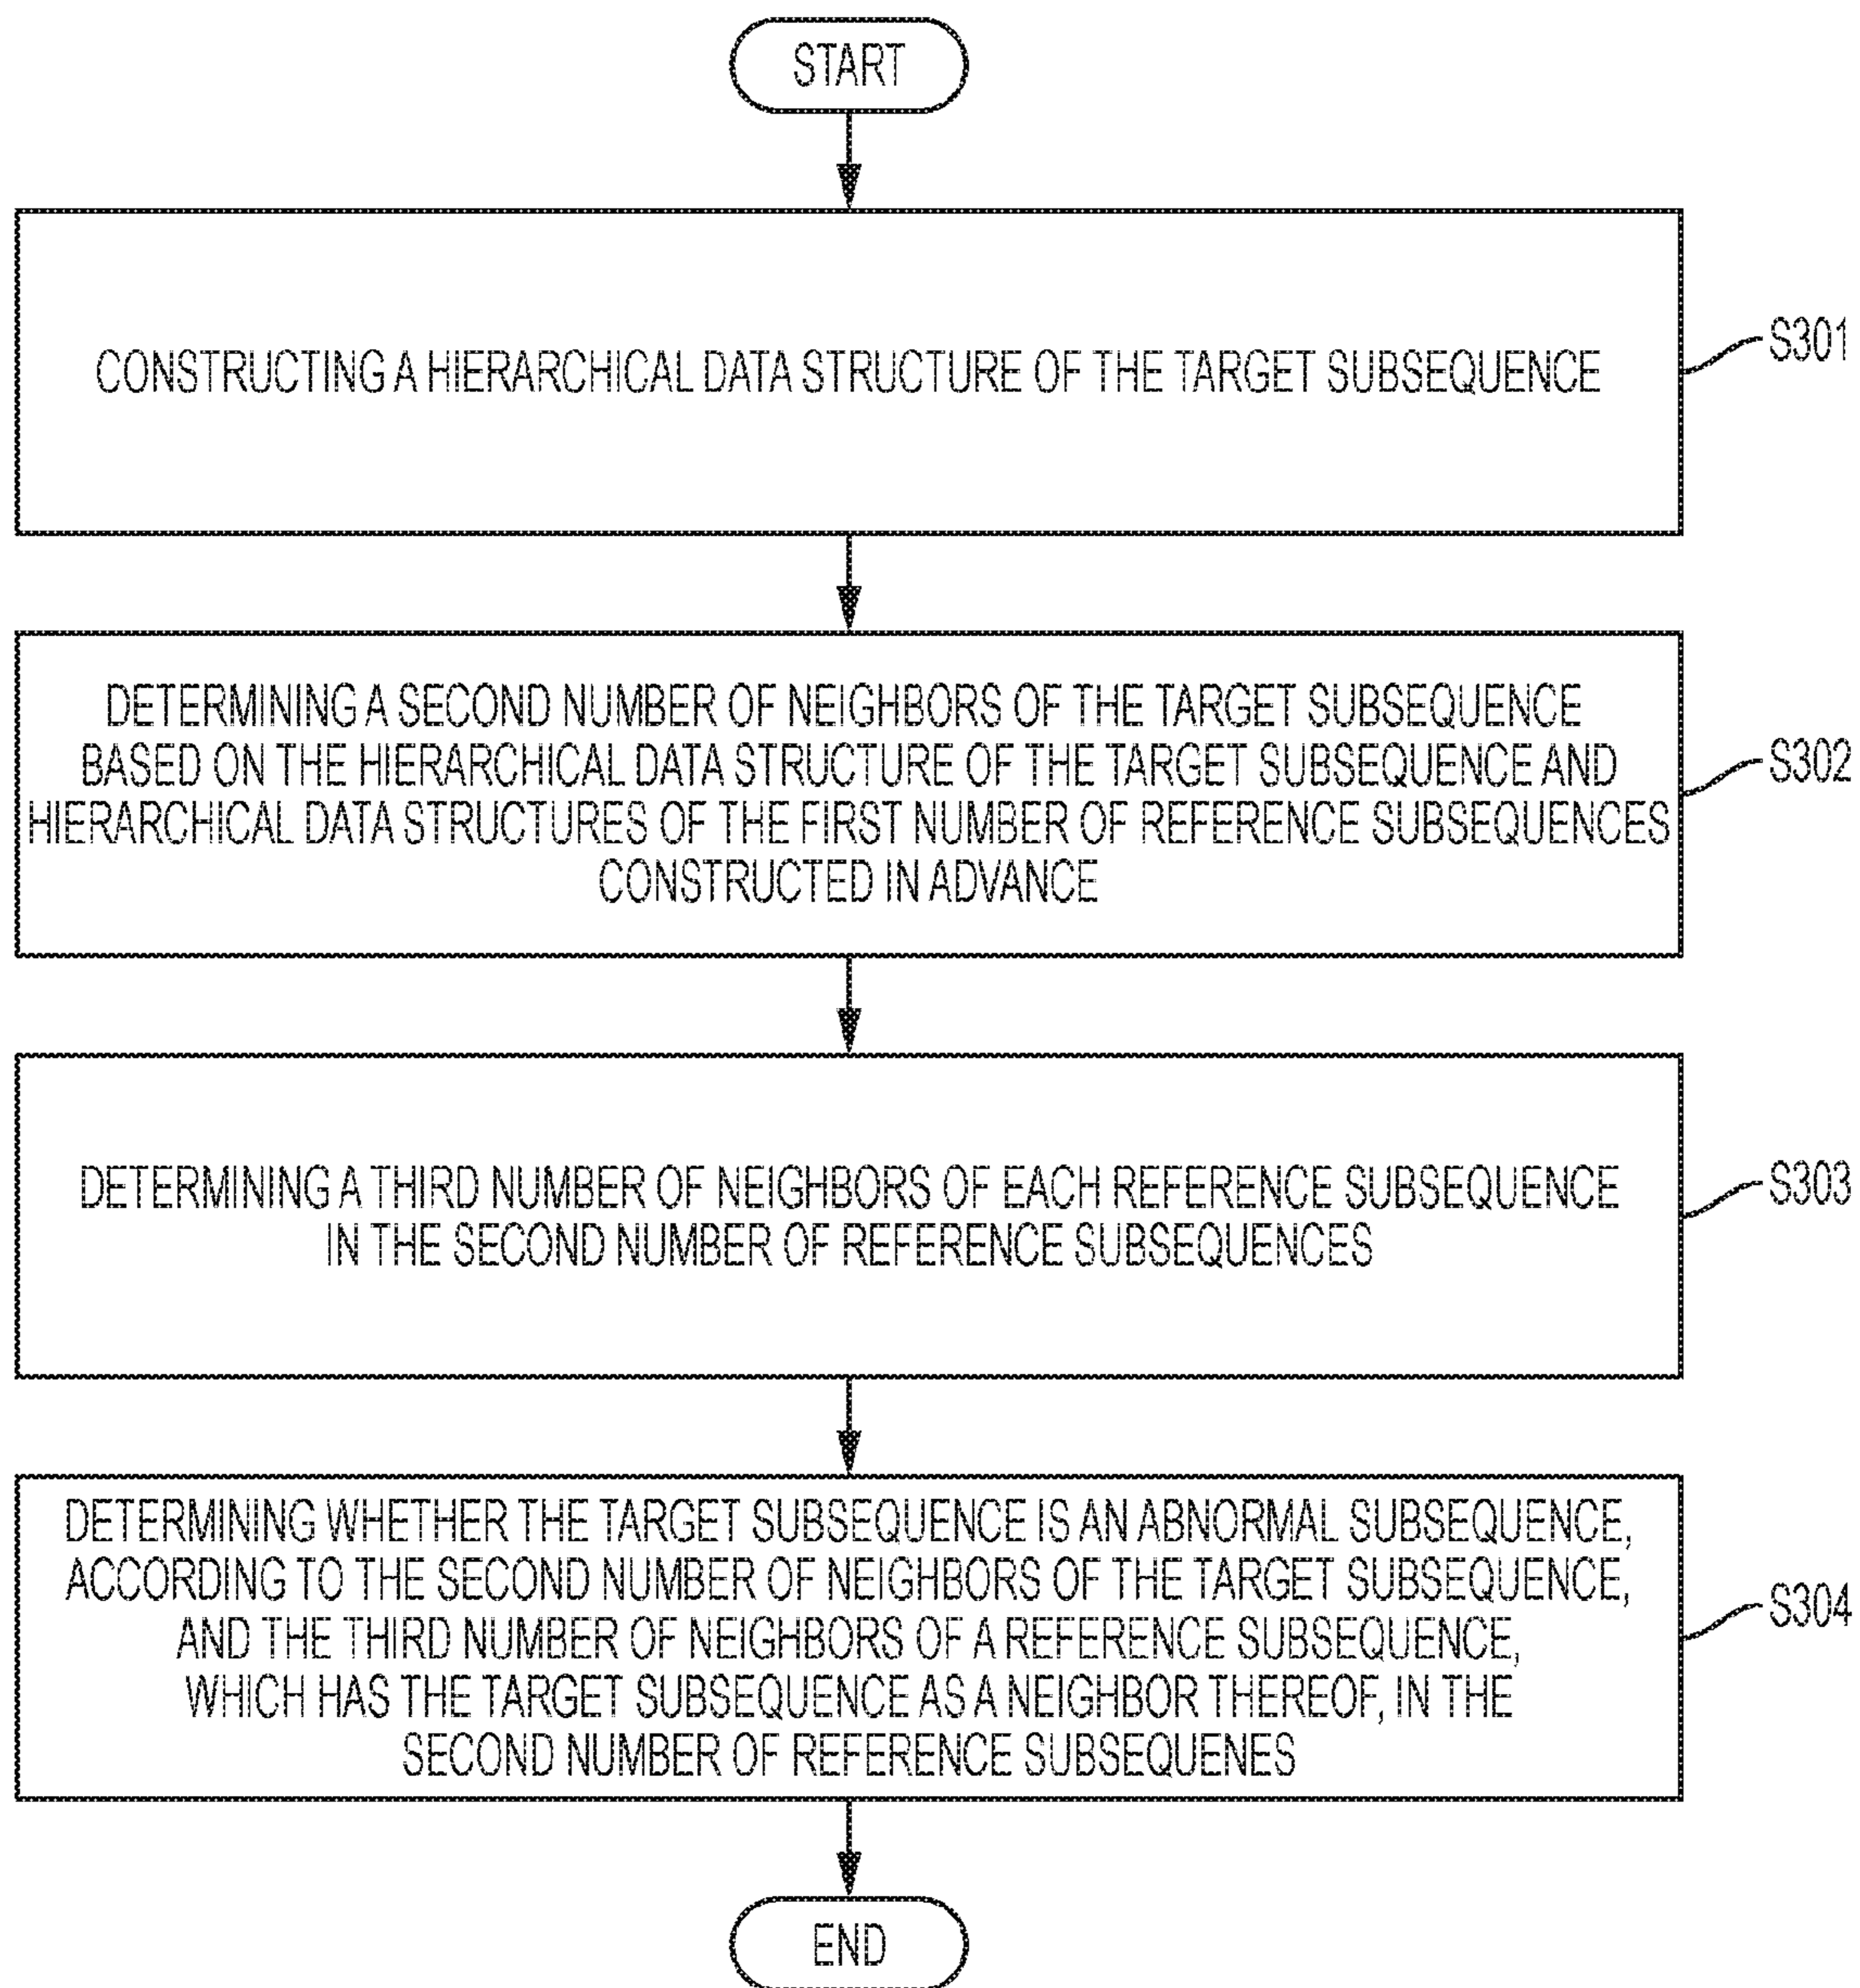 START
CONSTRUCTING A HIERARCHICAL DATA STRUCTURE OF THE TARGET SUBSEQUENCE
S301
DETERMINING A SECOND NUMBER OF NEIGHBORS OF THE TARGET SUBSEQUENCE
BASED ON THE HIERARCHICAL DATA STRUCTURE OF THE TARGET SUBSEQUENCE AND
HIERARCHICAL DATA STRUCTURES OF THE FIRST NUMBER OF REFERENCE SUBSEQUENCES
CONSTRUCTED IN ADVANCE
S302
DETERMINING A THIRD NUMBER OF NEIGHBORS OF EACH REFERENCE SUBSEQUENCE
IN THE SECOND NUMBER OF REFERENCE SUBSEQUENCES
S303
DETERMINING WHETHER THE TARGET SUBSEQUENCE IS AN ABNORMAL SUBSEQUENCE,
ACCORDING TO THE SECOND NUMBER OF NEIGHBORS OF THE TARGET SUBSEQUENCE,
AND THE THIRD NUMBER OF NEIGHBORS OF A REFERENCE SUBSEQUENCE,
WHICH HAS THE TARGET SUBSEQUENCE AS A NEIGHBOR THEREOF, IN THE
SECOND NUMBER OF REFERENCE SUBSEQUENES
S304
END